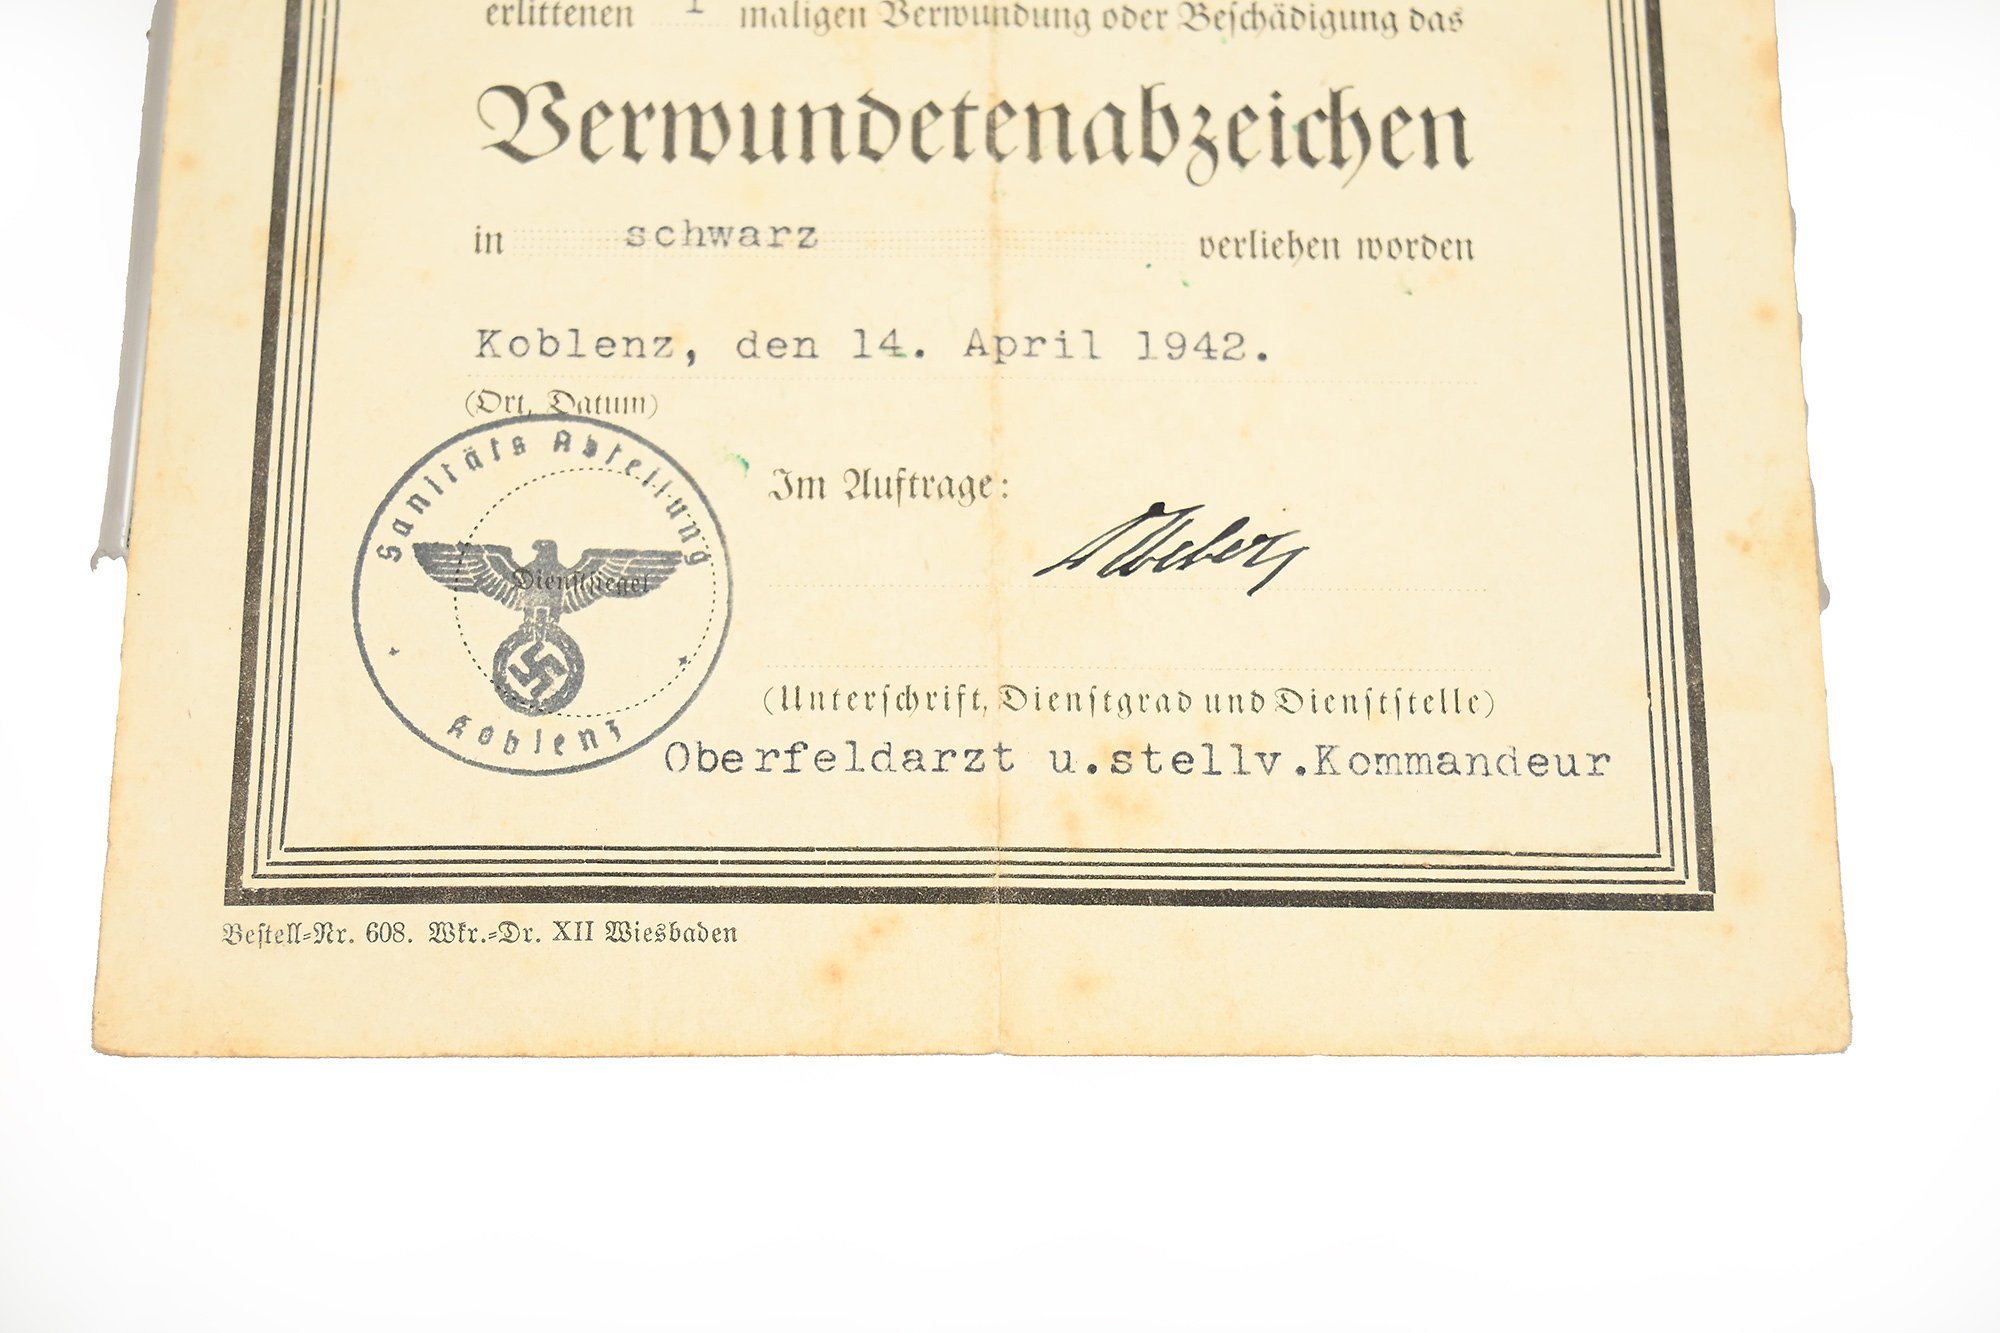 erlittenen 1 maligen Verwundung oder Beschädigung das
Verwundetenabzeichen
in schwarz verliehen worden
Koblenz, den 14. April 1942.
(Ort, Datum)
Sanitäts Abteilung
Dienstsiegel
Koblenz
Im Auftrage:
Weber
(Unterschrift, Dienstgrad und Dienststelle)
Oberfeldarzt u.stellv.Kommandeur
Bestell-Nr. 608. Wkr.-Dr. XII Wiesbaden